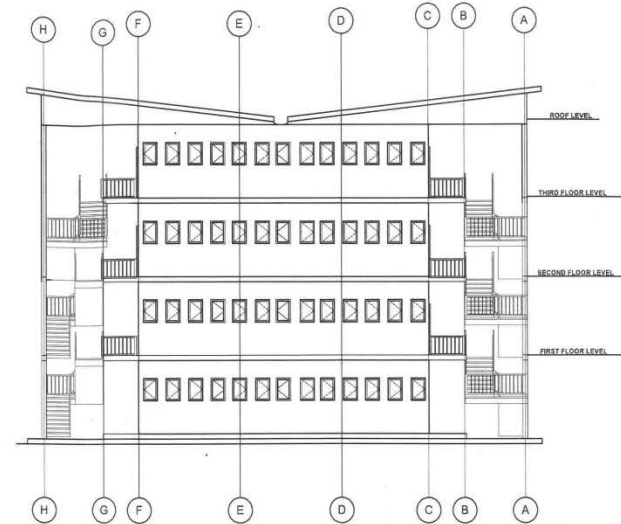 H
G
F
E
D
C
B
A
ROOF LEVEL
THIRD FLOOR LEVEL
SECOND FLOOR LEVEL
FIRST FLOOR LEVEL
H
G
F
E
D
C
B
A